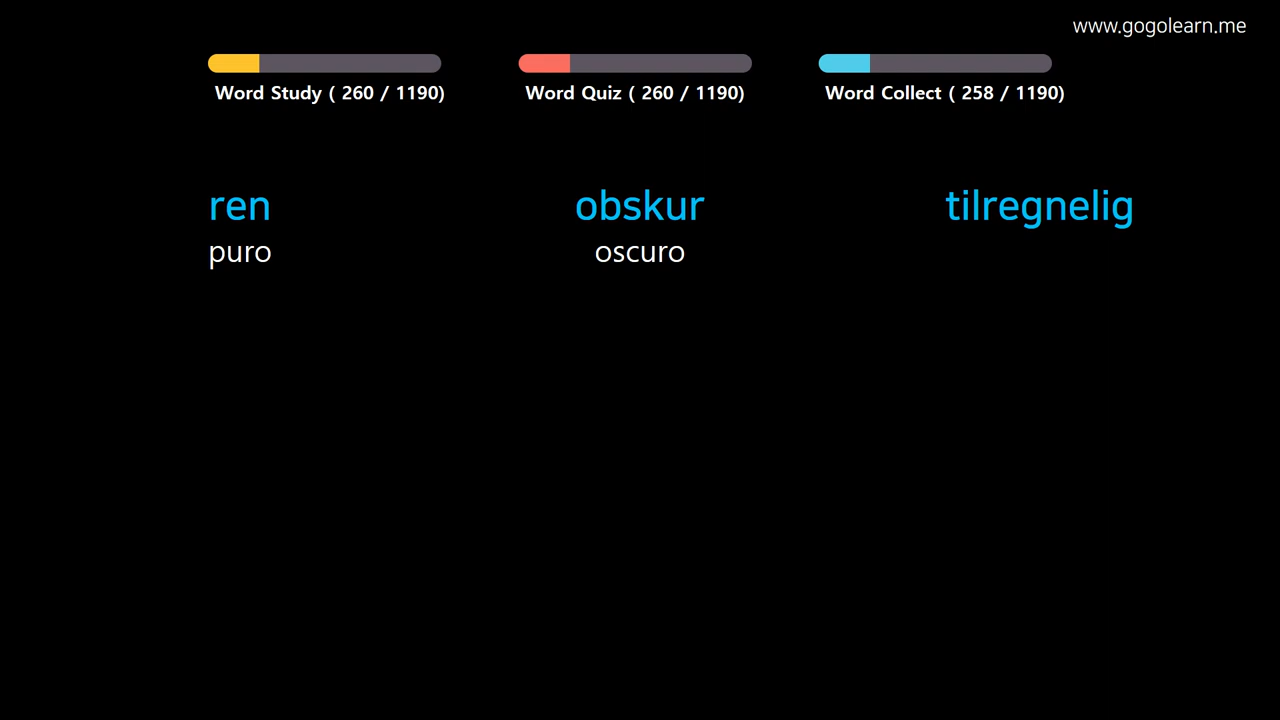 www.gogolearn.me
Word Study ( 260 / 1190)
Word Quiz ( 260 / 1190)
Word Collect ( 258 / 1190)
ren
puro
obskur
oscuro
tilregnelig